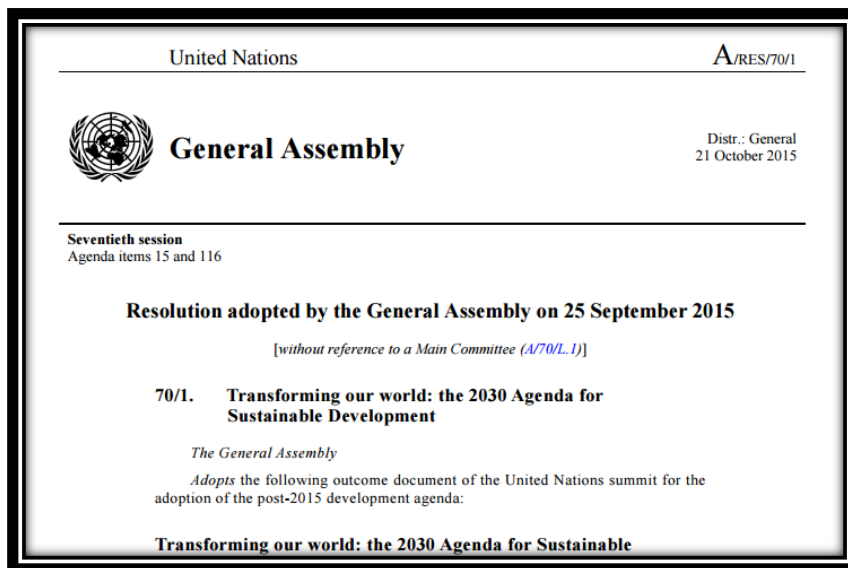 United Nations A/RES/70/1
General Assembly
Distr.: General
21 October 2015
Seventieth session
Agenda items 15 and 116
Resolution adopted by the General Assembly on 25 September 2015
[without reference to a Main Committee (A/70/L.1)]
70/1. Transforming our world: the 2030 Agenda for
Sustainable Development
The General Assembly
Adopts the following outcome document of the United Nations summit for the
adoption of the post-2015 development agenda:
Transforming our world: the 2030 Agenda for Sustainable